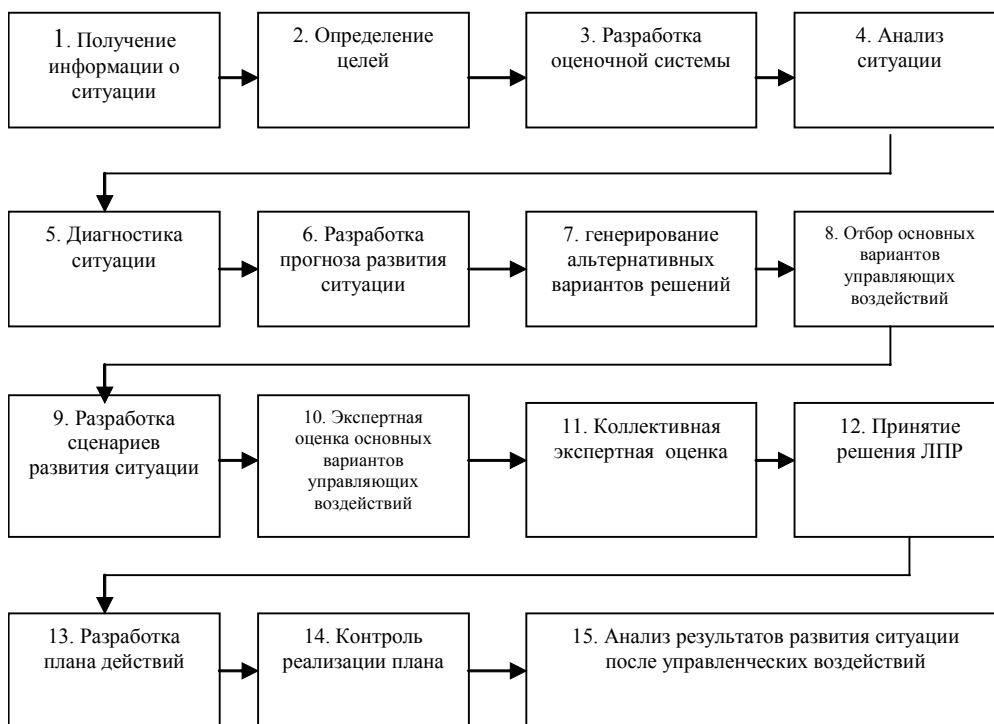 1. Получение
информации о
ситуации
2. Определение
целей
3. Разработка
оценочной системы
4. Анализ
ситуации
5. Диагностика
ситуации
6. Разработка
прогноза развития
ситуации
7. генерирование
альтернативных
вариантов решений
8. Отбор основных
вариантов
управляющих
воздействий
9. Разработка
сценариев
развития ситуации
10. Экспертная
оценка основных
вариантов
управляющих
воздействий
11. Коллективная
экспертная оценка
12. Принятие
решения ЛПР
13. Разработка
плана действий
14. Контроль
реализации плана
15. Анализ результатов развития ситуации
после управленческих воздействий